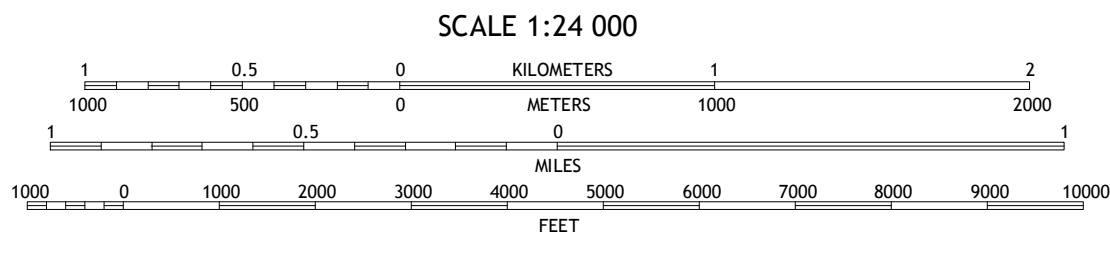 SCALE 1:24 000
1 0.5 0 KILOMETERS 1 2
1000 500 0 METERS 1000 2000
1 0.5 0 1
MILES
1000 0 1000 2000 3000 4000 5000 6000 7000 8000 9000 10000
FEET